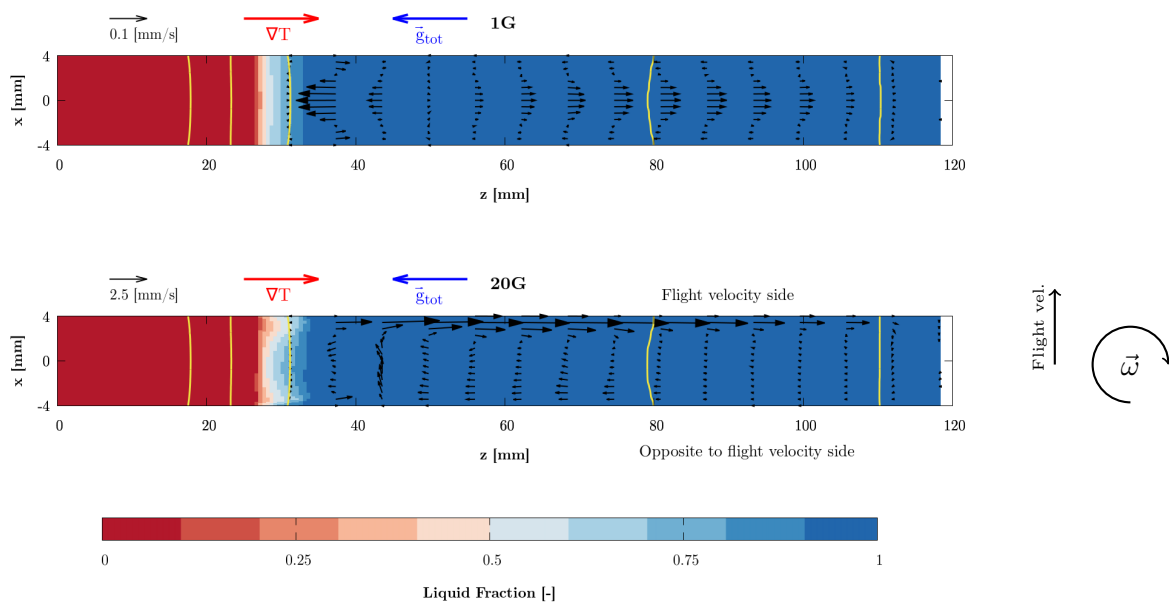 0.1 [mm/s]
∇T
g⃗tot
1G
x [mm]
4
0
-4
0 20 40 60 80 100 120
z [mm]
2.5 [mm/s]
∇T
g⃗tot
20G
Flight velocity side
x [mm]
4
0
-4
0 20 40 60 80 100 120
z [mm]
Opposite to flight velocity side
Flight vel.
ω⃗
0 0.25 0.5 0.75 1
Liquid Fraction [-]